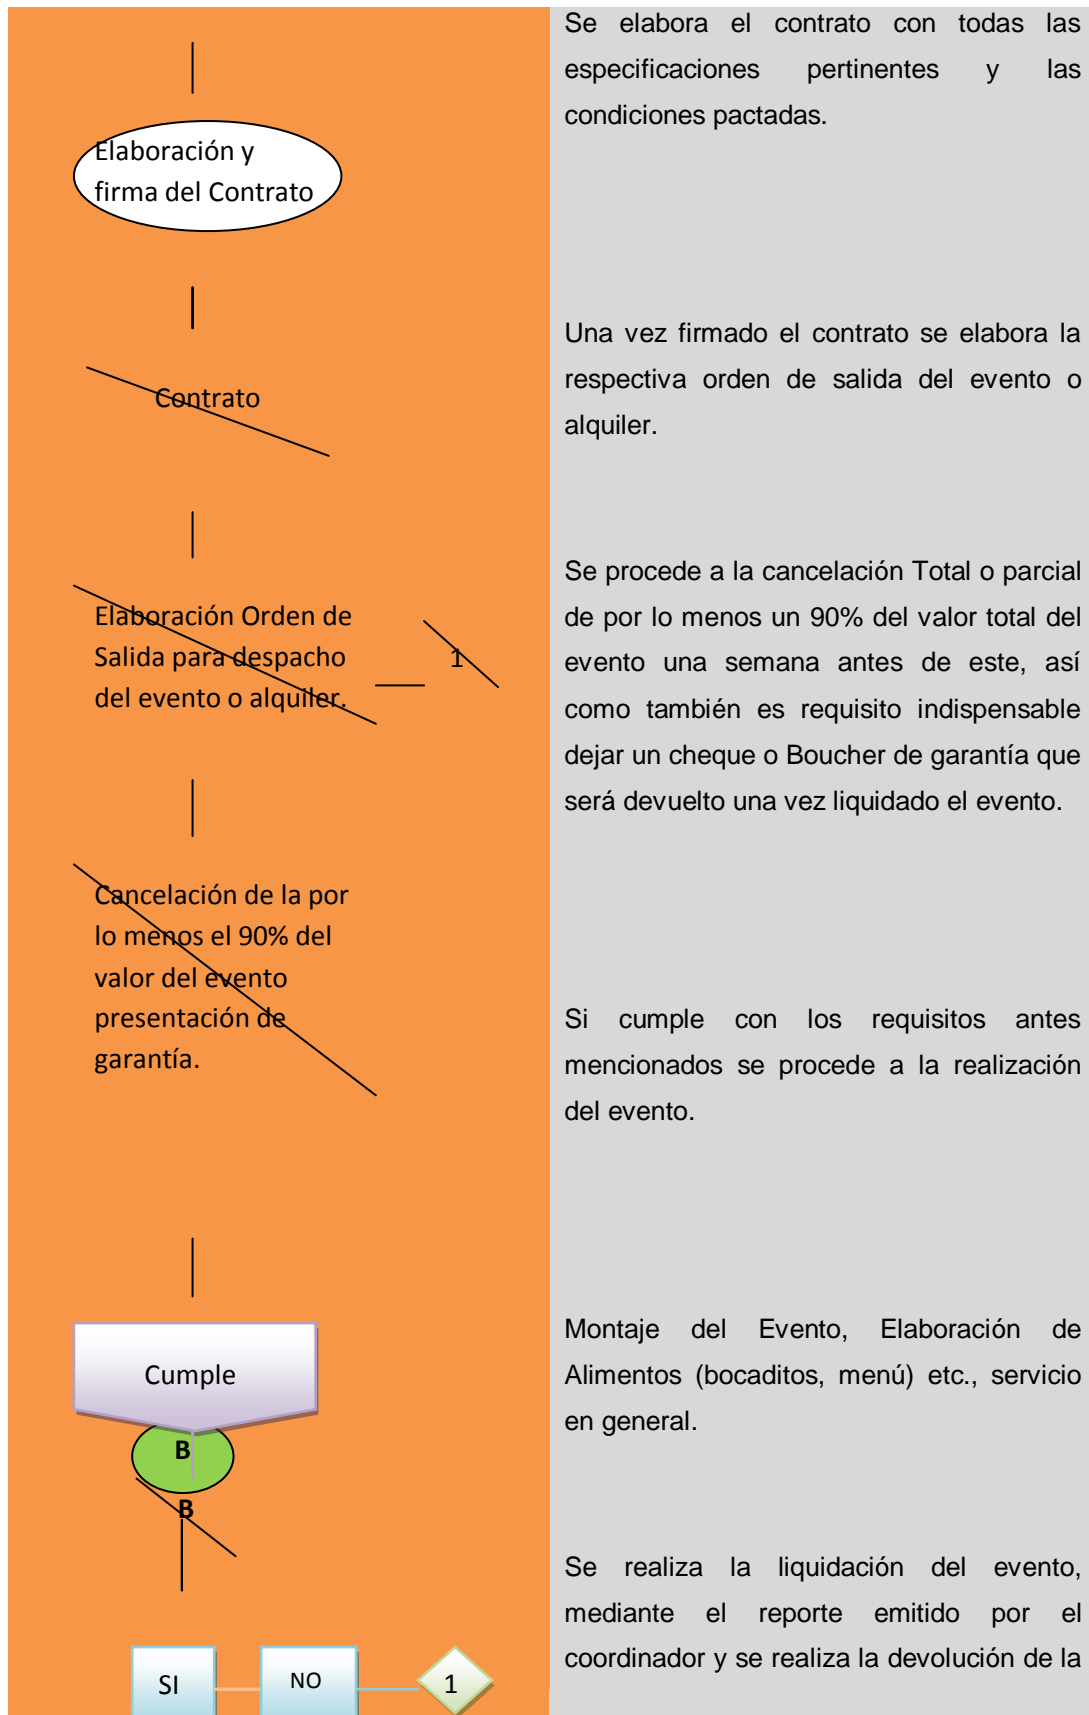 Elaboración y
firma del Contrato
Contrato
Elaboración Orden de
Salida para despacho
del evento o alquiler.
1
Cancelación de la por
lo menos el 90% del
valor del evento
presentación de
garantía.
Cumple
B
B
SI
NO
1
Se elabora el contrato con todas las
especificaciones pertinentes y las
condiciones pactadas.
Una vez firmado el contrato se elabora la
respectiva orden de salida del evento o
alquiler.
Se procede a la cancelación Total o parcial
de por lo menos un 90% del valor total del
evento una semana antes de este, así
como también es requisito indispensable
dejar un cheque o Boucher de garantía que
será devuelto una vez liquidado el evento.
Si cumple con los requisitos antes
mencionados se procede a la realización
del evento.
Montaje del Evento, Elaboración de
Alimentos (bocaditos, menú) etc., servicio
en general.
Se realiza la liquidación del evento,
mediante el reporte emitido por el
coordinador y se realiza la devolución de la